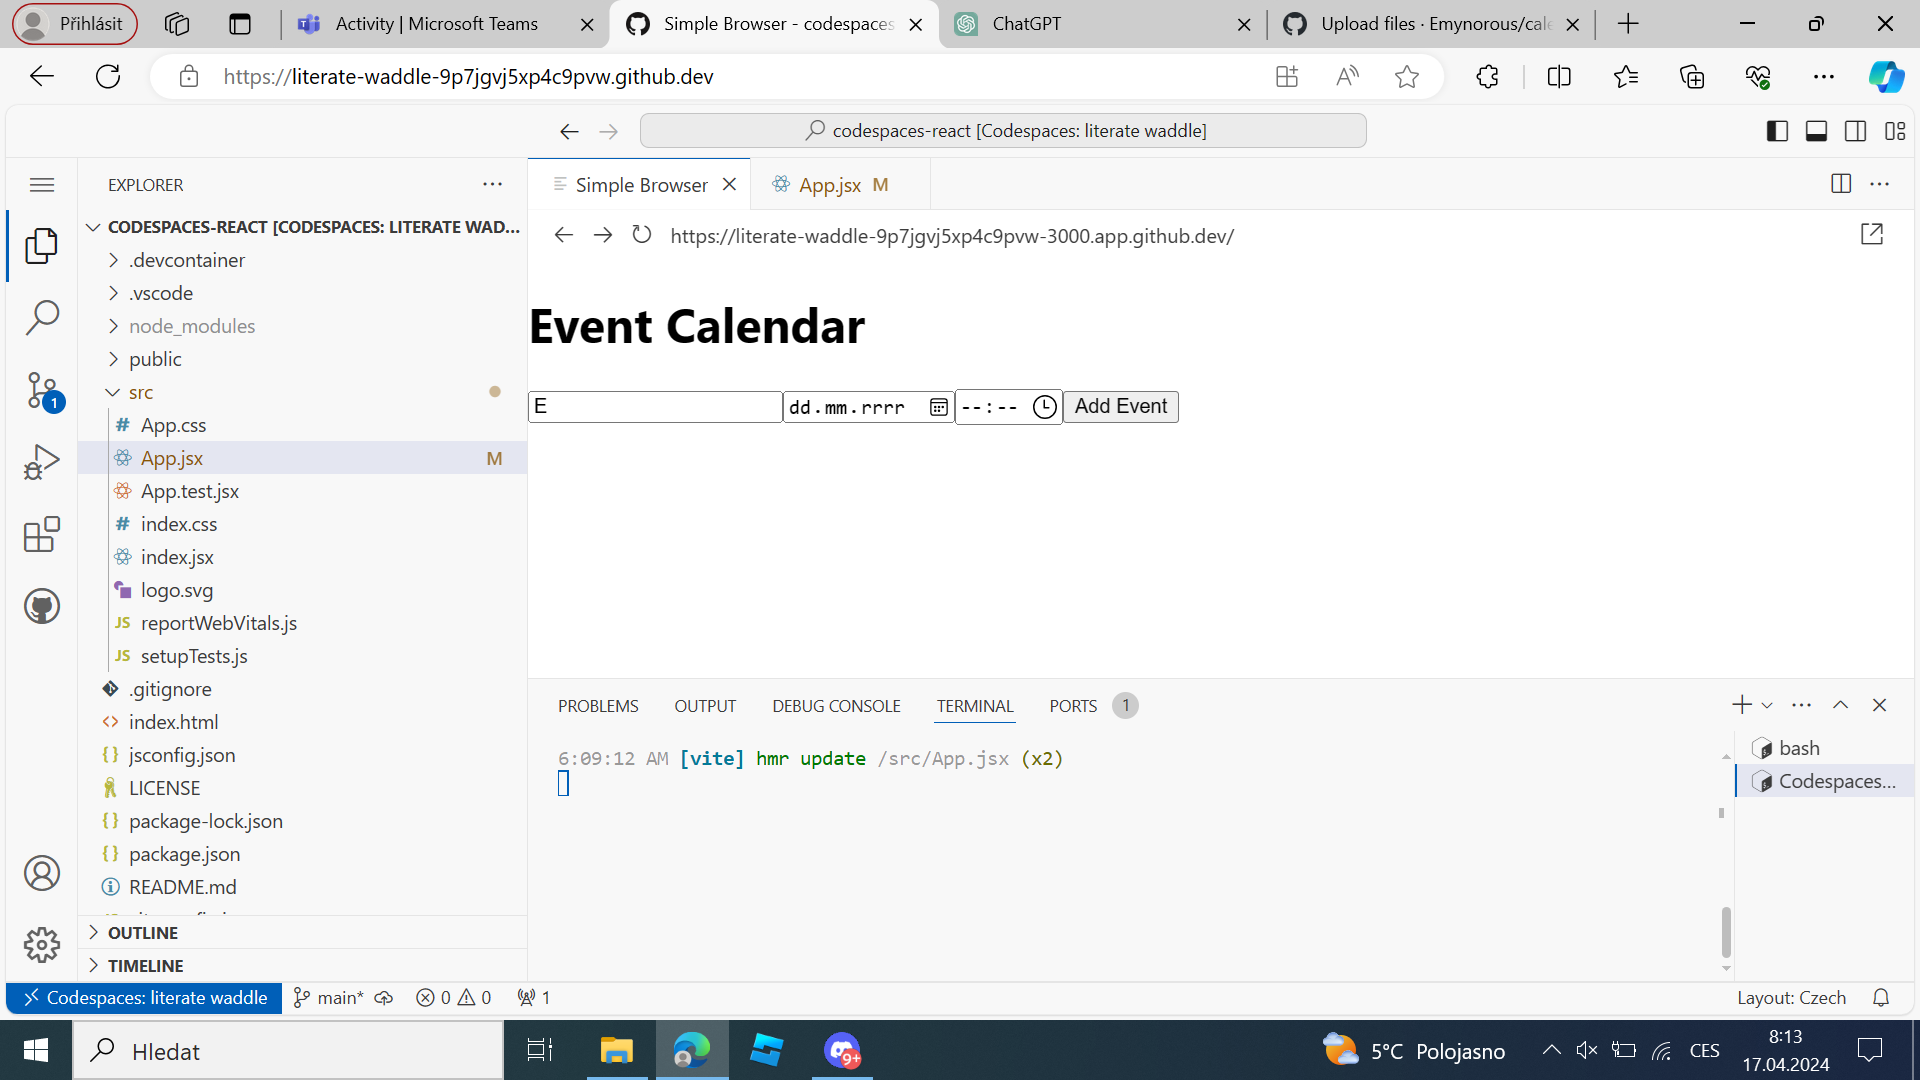 Přihlásit
Activity | Microsoft Teams
Simple Browser - codespaces
ChatGPT
Upload files · Emynorous/cale
https://literate-waddle-9p7jgvj5xp4c9pvw.github.dev
codespaces-react [Codespaces: literate waddle]
EXPLORER
Simple Browser
App.jsx M
CODESPACES-REACT [CODESPACES: LITERATE WAD...
https://literate-waddle-9p7jgvj5xp4c9pvw-3000.app.github.dev/
.devcontainer
.vscode
node_modules
public
src
App.css
App.jsx M
App.test.jsx
index.css
index.jsx
logo.svg
JS reportWebVitals.js
JS setupTests.js
.gitignore
index.html
jsconfig.json
LICENSE
package-lock.json
package.json
README.md
1
OUTLINE
TIMELINE
Event Calendar
E dd.mm.rrrr --:-- Add Event
PROBLEMS OUTPUT DEBUG CONSOLE TERMINAL PORTS 1
6:09:12 AM [vite] hmr update /src/App.jsx (x2)
bash
Codespaces...
Codespaces: literate waddle main* 0 0 1
Layout: Czech
Hledat
9+
5°C Polojasno
CES
8:13
17.04.2024